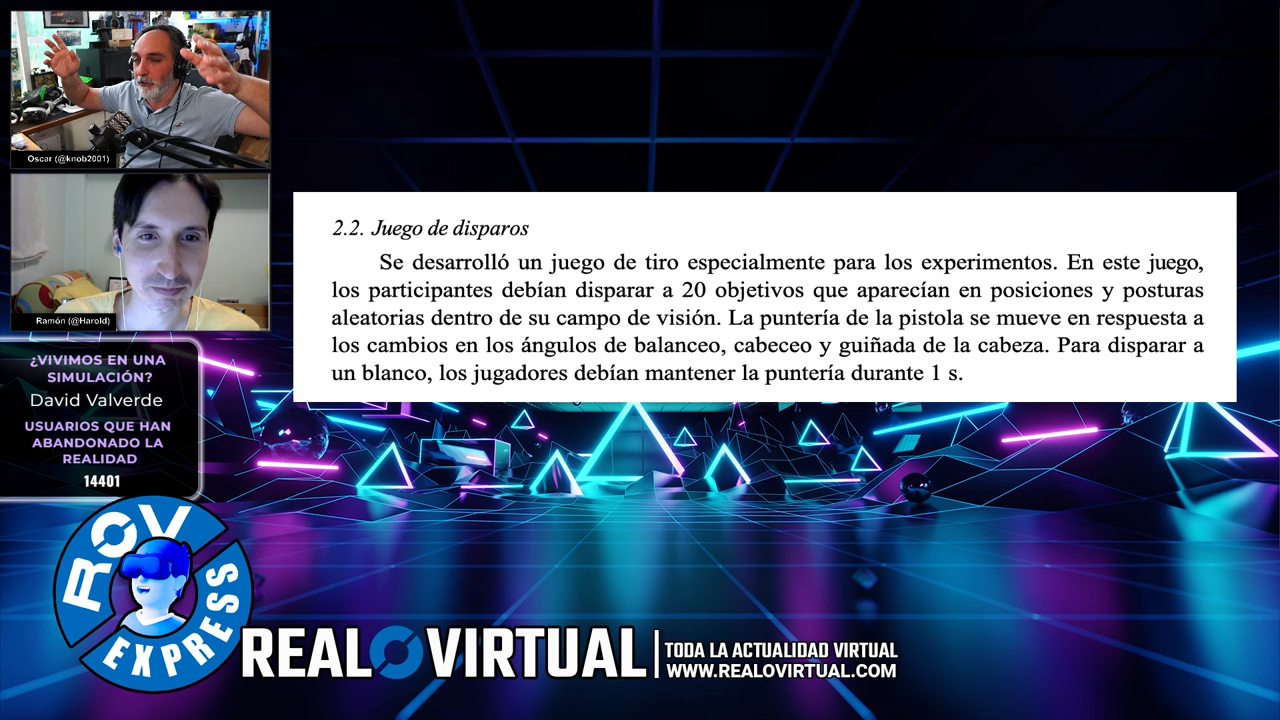 Oscar (@knob2001)
Ramón (@Harold)
¿VIVIMOS EN UNA
SIMULACIÓN?
David Valverde
USUARIOS QUE HAN
ABANDONADO LA
REALIDAD
14401
2.2. Juego de disparos
Se desarrolló un juego de tiro especialmente para los experimentos. En este juego,
los participantes debían disparar a 20 objetivos que aparecían en posiciones y posturas
aleatorias dentro de su campo de visión. La puntería de la pistola se mueve en respuesta a
los cambios en los ángulos de balanceo, cabeceo y guiñada de la cabeza. Para disparar a
un blanco, los jugadores debían mantener la puntería durante 1 s.
ROV
EXPRESS
REAL O VIRTUAL
TODA LA ACTUALIDAD VIRTUAL
WWW.REALOVIRTUAL.COM